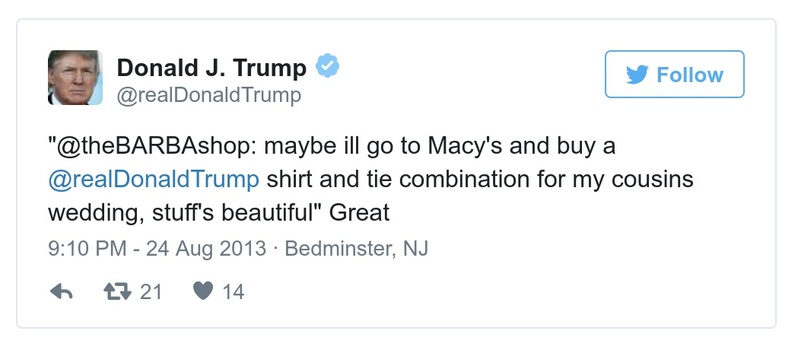 Donald J. Trump
@realDonaldTrump
Follow
"@theBARBAshop: maybe ill go to Macy's and buy a
@realDonaldTrump shirt and tie combination for my cousins
wedding, stuff's beautiful" Great
9:10 PM - 24 Aug 2013 · Bedminster, NJ
21 14